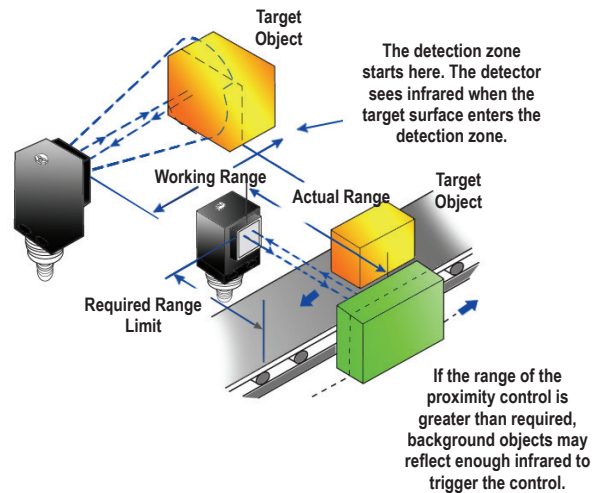 Target
Object
The detection zone
starts here. The detector
sees infrared when the
target surface enters the
detection zone.
Working Range
Actual Range
Target
Object
Required Range
Limit
If the range of the
proximity control is
greater than required,
background objects may
reflect enough infrared to
trigger the control.